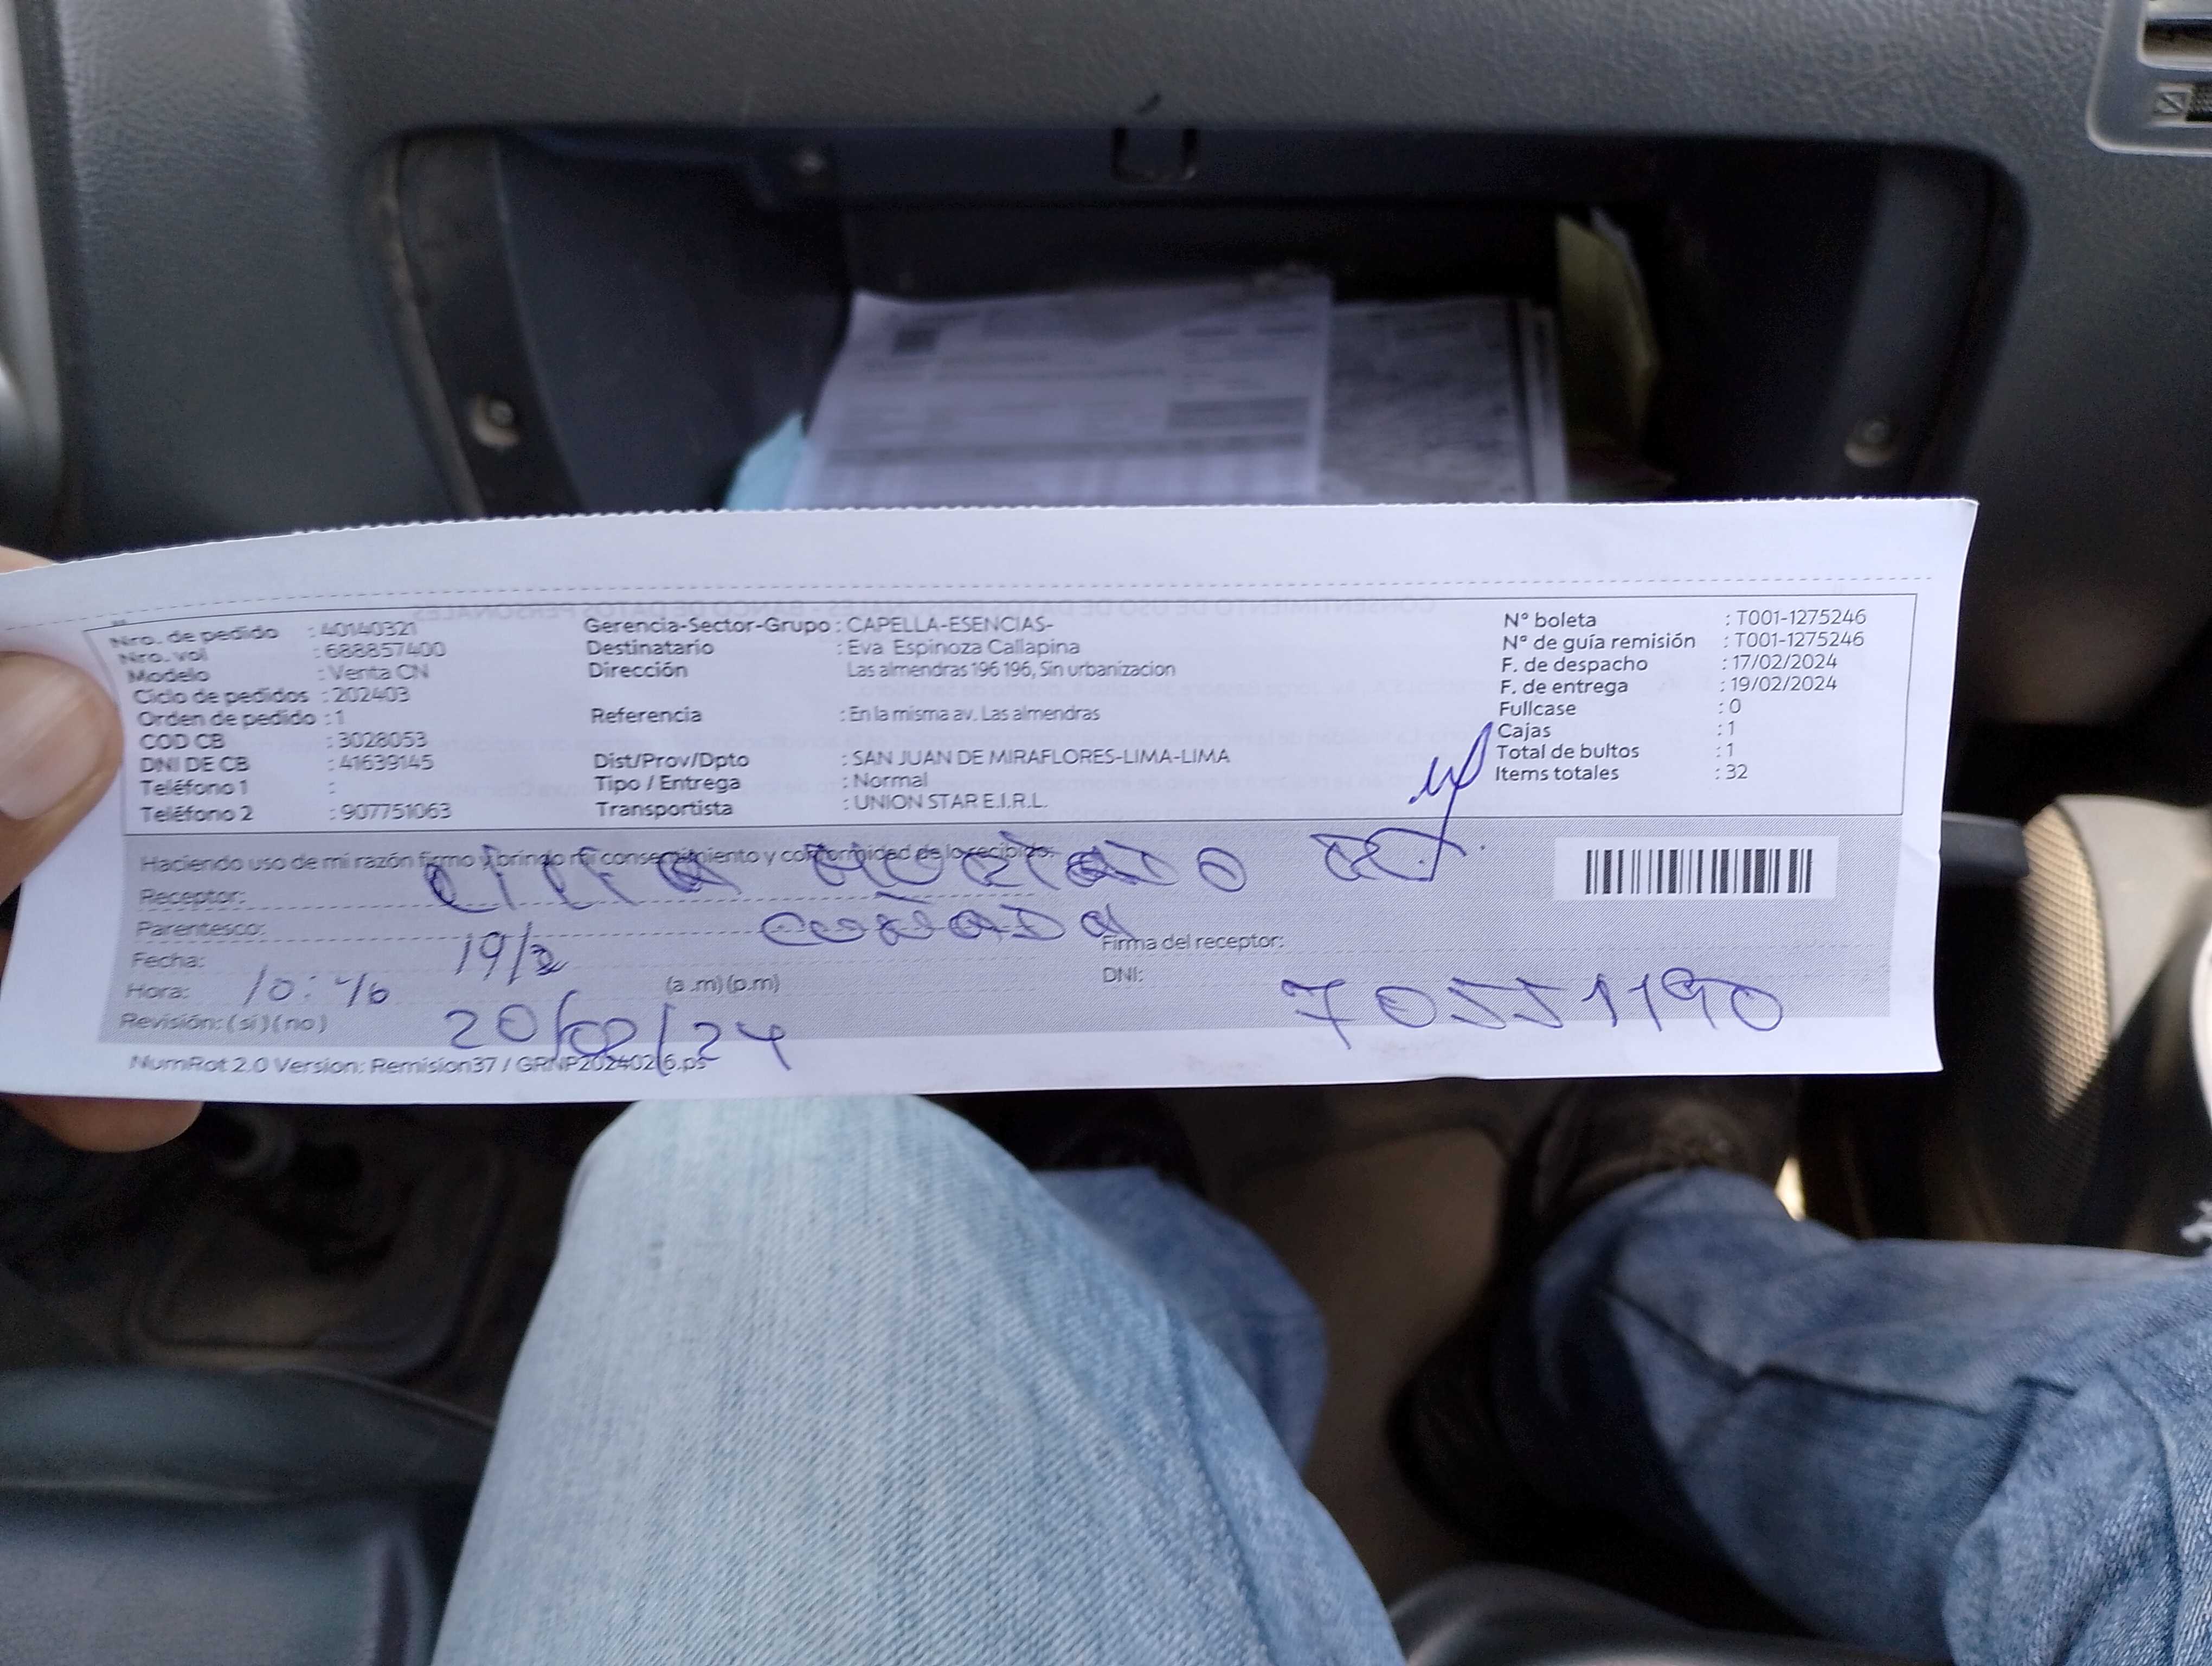 Nro. de pedido : 40140321 Gerencia-Sector-Grupo : CAPELLA-ESENCIAS- N° boleta : T001-1275246
Nro. vol : 688857400 Destinatario : Eva Espinoza Callapina N° de guía remisión : T001-1275246
Modelo : Venta CN Dirección Las almendras 196 196, Sin urbanizacion F. de despacho : 17/02/2024
Ciclo de pedidos : 202403 F. de entrega : 19/02/2024
Orden de pedido : 1 Referencia : En la misma av. Las almendras Fullcase : 0
COD CB : 3028053 Cajas : 1
DNI DE CB : 41639145 Dist/Prov/Dpto : SAN JUAN DE MIRAFLORES-LIMA-LIMA Total de bultos : 1
Teléfono 1 : Tipo / Entrega : Normal Items totales : 32
Teléfono 2 : 907751063 Transportista : UNION STAR E.I.R.L.
Haciendo uso de mi razón firmo y brindo mi consentimiento y conformidad de lo recibido.
Receptor:
Parentesco: cuñada
Fecha: 19/2 Firma del receptor:
Hora: 10:46 (a .m) (p.m) DNI: 70551190
Revisión: (si) (no) 20/02/24
NumRot 2.0 Version: Remision37 / GRNP20240216.ps